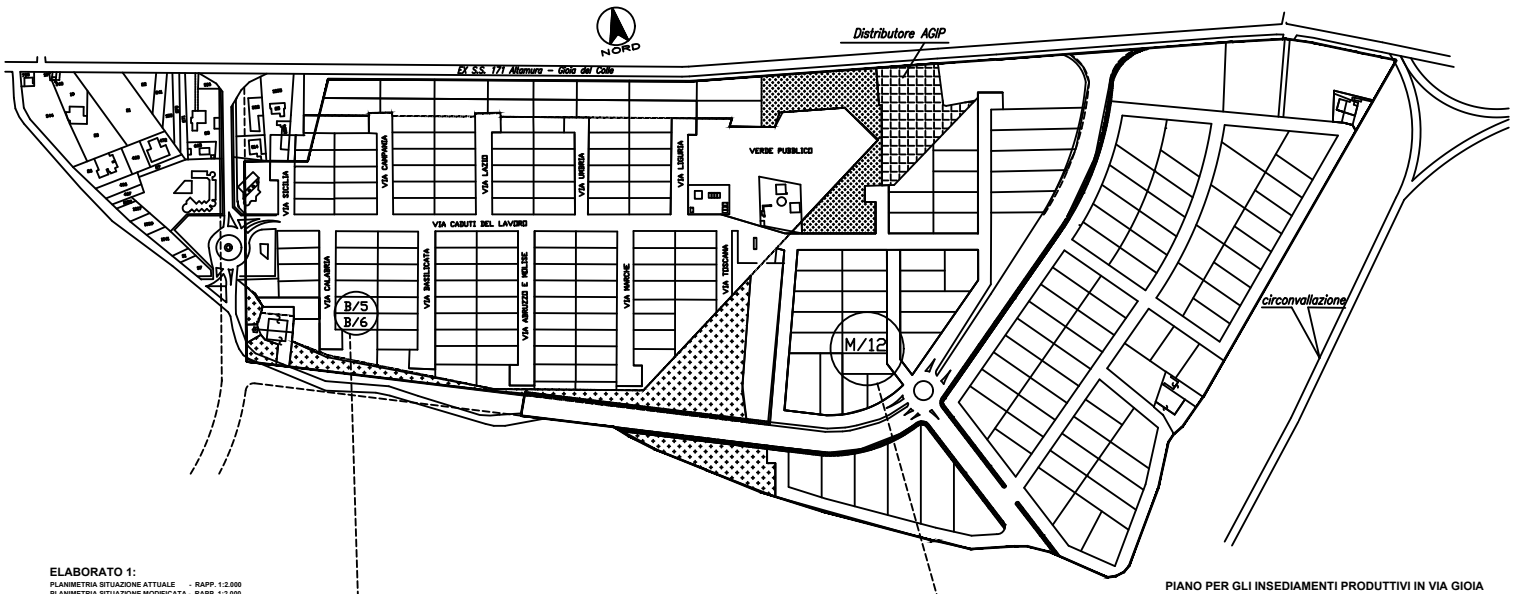 NORD
Distributore AGIP
EX S.S. 171 Altamura - Gioia del Colle
VIA SICILIA
VIA CAMPANIA
VIA LAZIO
VIA UMBRIA
VIA LIGURIA
VERDE PUBBLICO
VIA CADUTI DEL LAVORO
VIA CALABRIA
VIA BASILICATA
VIA ABRUZZO E MOLISE
VIA MARCHE
VIA TOSCANA
B/5
B/6
M/12
circonvallazione
ELABORATO 1:
PLANIMETRIA SITUAZIONE ATTUALE - RAPP. 1:2.000
PLANIMETRIA SITUAZIONE MODIFICATA - RAPP. 1:2.000
PIANO PER GLI INSEDIAMENTI PRODUTTIVI IN VIA GIOIA